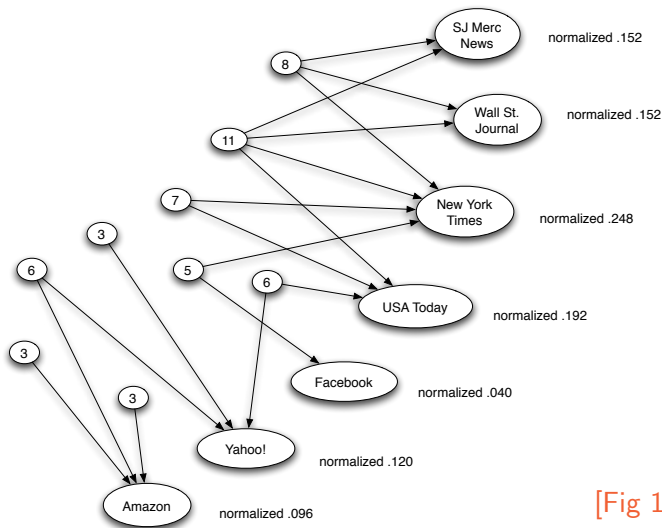 SJ Merc
News
normalized .152
8
Wall St.
Journal
normalized .152
11
7
New York
Times
normalized .248
3
5
6
6
USA Today
normalized .192
3
Facebook
normalized .040
3
Yahoo!
normalized .120
Amazon
normalized .096
[Fig 1